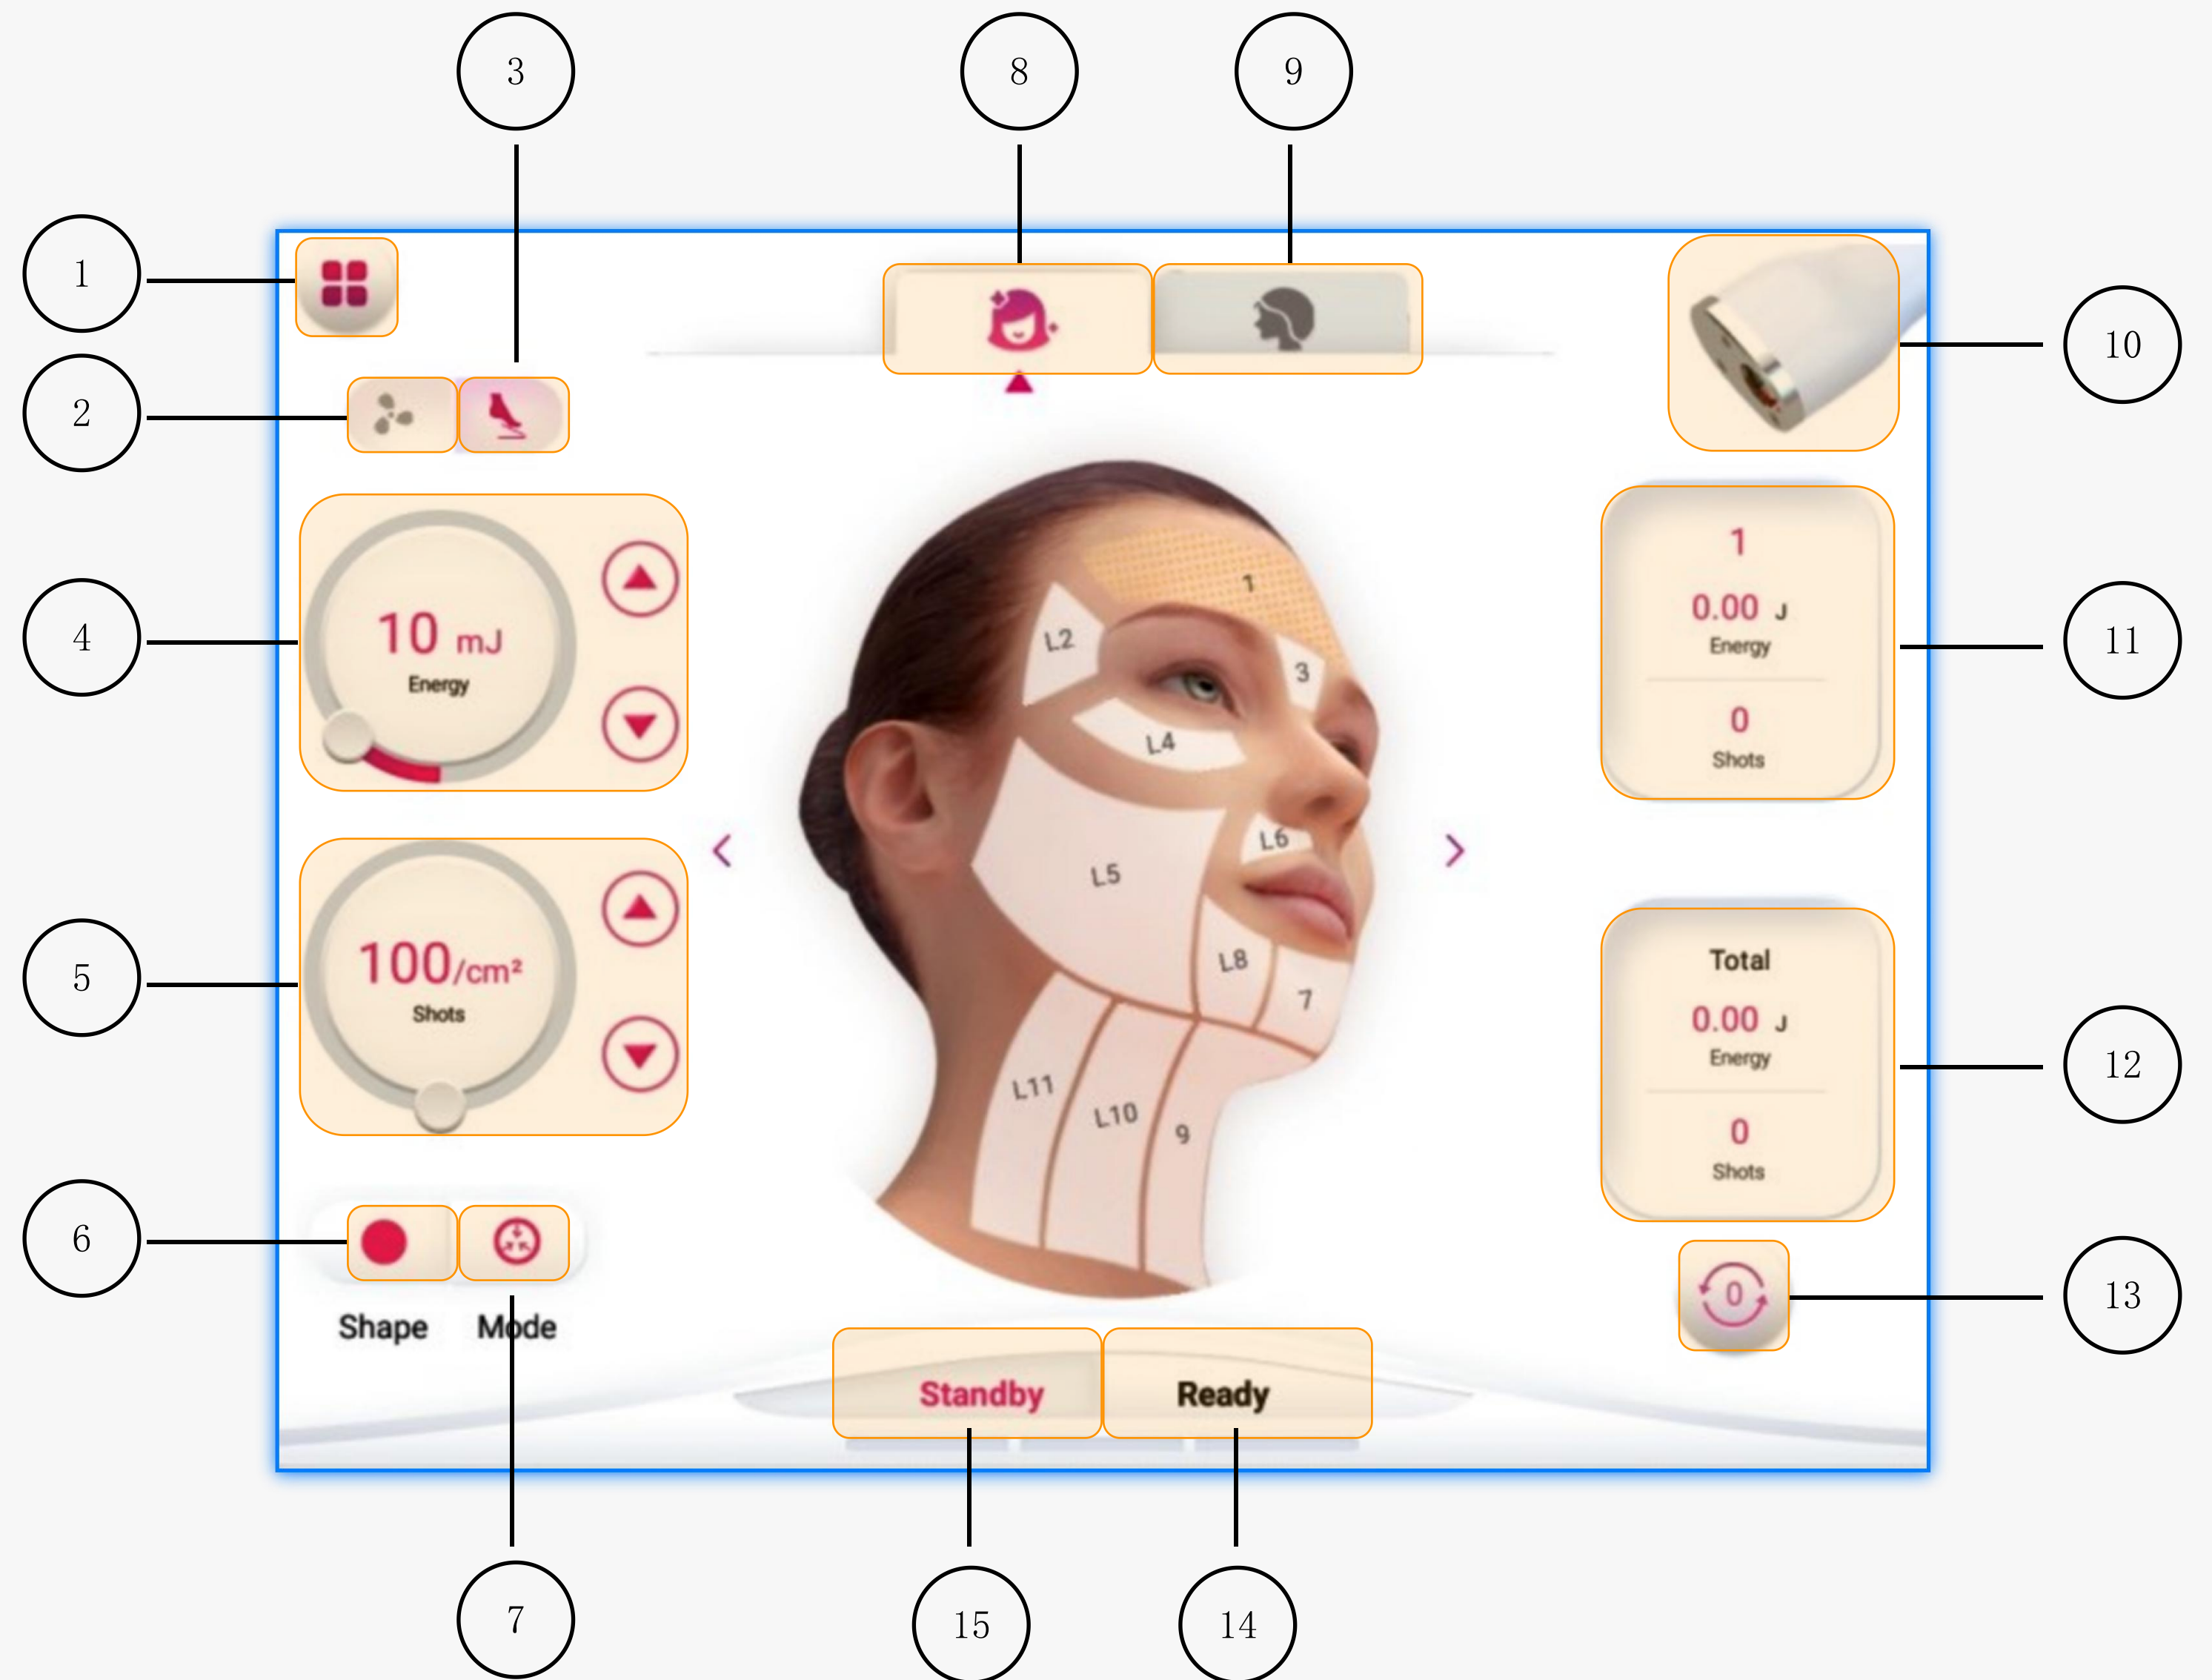 3
8
9
1
2
10
4
10 mJ
Energy
1
0.00 J
Energy
0
Shots
11
1
L2
3
L4
L5
L6
L8
7
L11
L10
9
5
100/cm²
Shots
Total
0.00 J
Energy
0
Shots
12
6
Shape
Mode
0
13
Standby
Ready
7
15
14